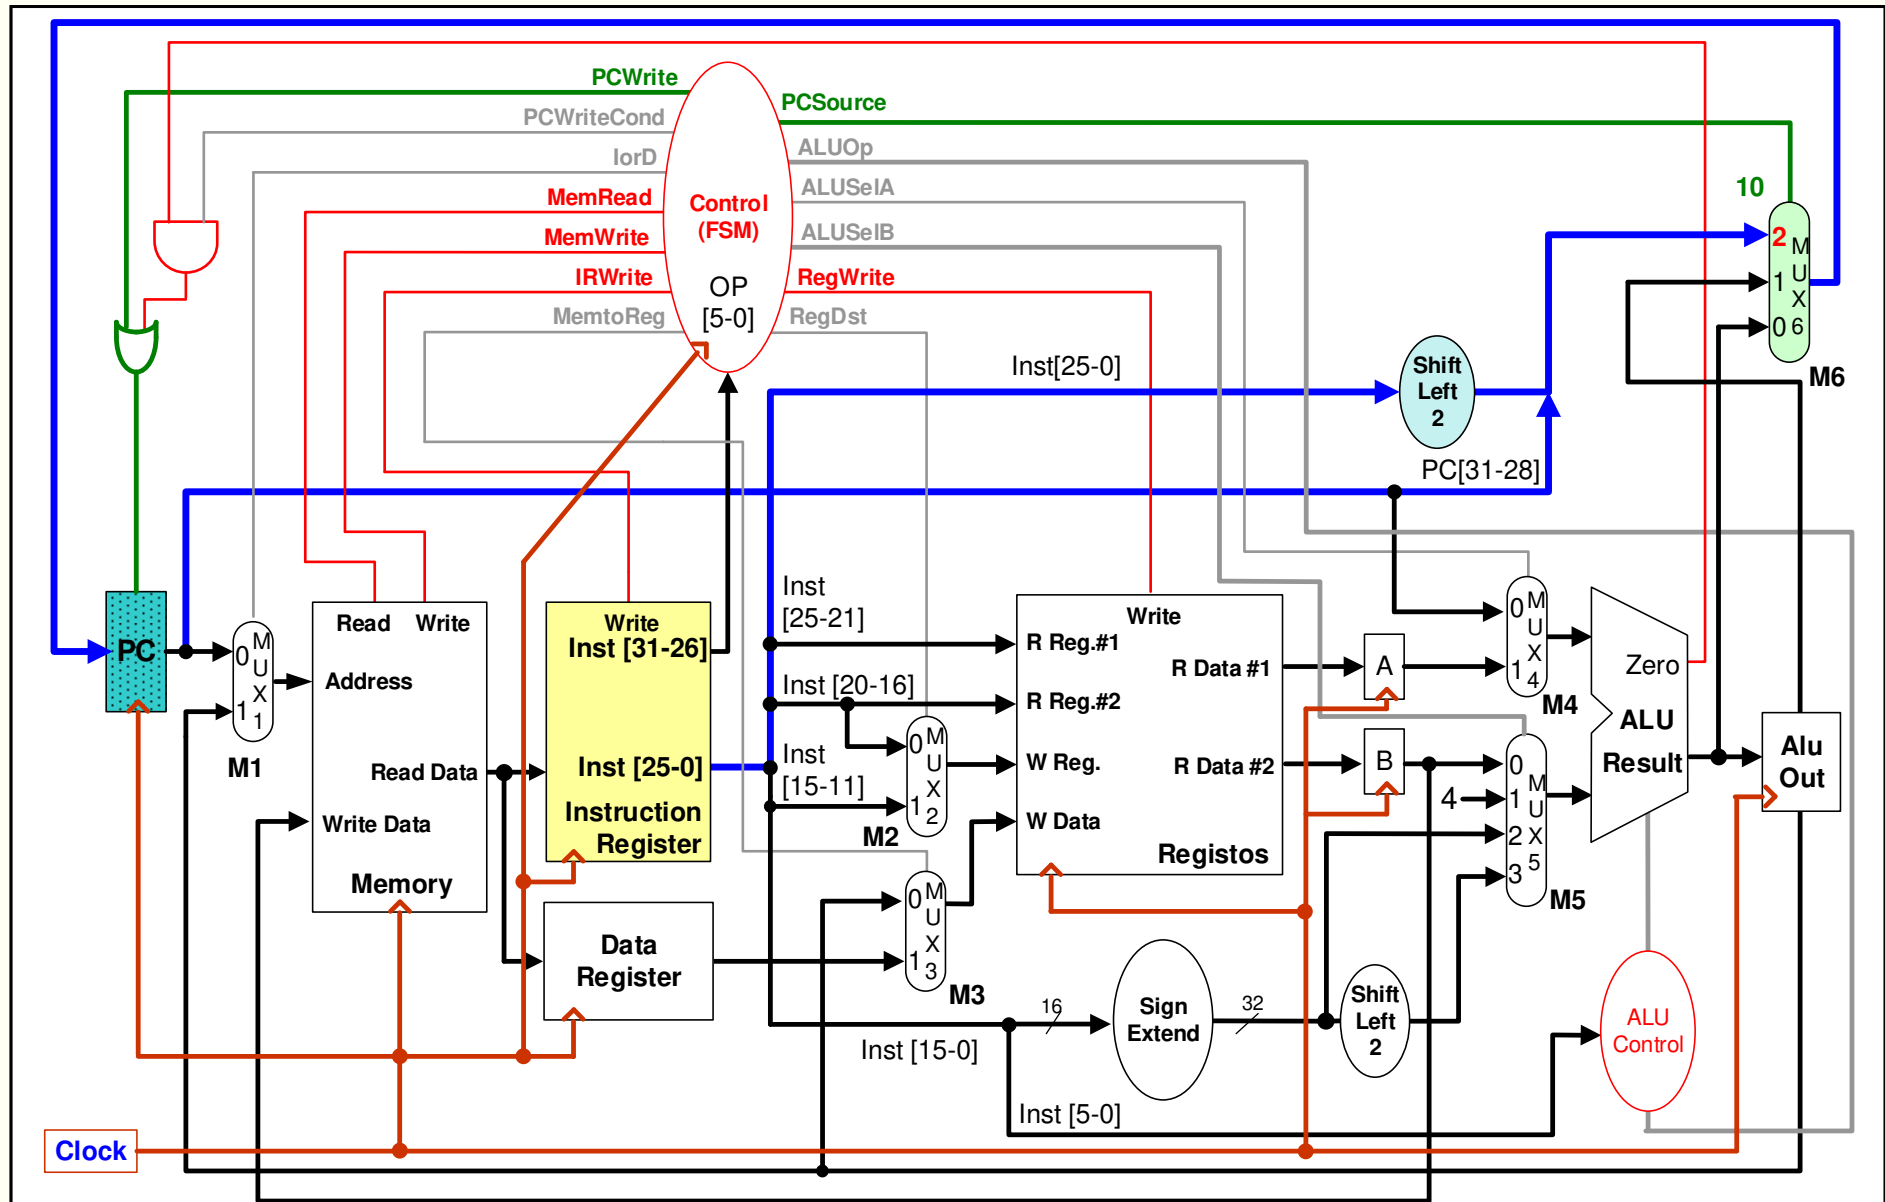 PCWrite
PCWriteCond
IorD
MemRead
MemWrite
IRWrite
MemtoReg
Control
(FSM)
OP
[5-0]
PCSource
ALUOp
ALUSelA
ALUSelB
RegWrite
RegDst
10
2
1
0
M
U
X
6
M6
Inst[25-0]
Shift
Left
2
PC[31-28]
PC
0
1
M
U
X
1
M1
Read Write
Address
Read Data
Write Data
Memory
Write
Inst [31-26]
Inst [25-0]
Instruction
Register
Data
Register
Inst
[25-21]
Inst [20-16]
Inst
[15-11]
0
1
M
U
X
2
M2
0
1
M
U
X
3
M3
Write
R Reg.#1
R Reg.#2
W Reg.
W Data
R Data #1
R Data #2
Registos
A
B
4
0
1
M
U
X
4
M4
0
1
2
3
M
U
X
5
M5
Zero
ALU
Result
Alu
Out
16
Sign
Extend
32
Shift
Left
2
ALU
Control
Inst [15-0]
Inst [5-0]
Clock